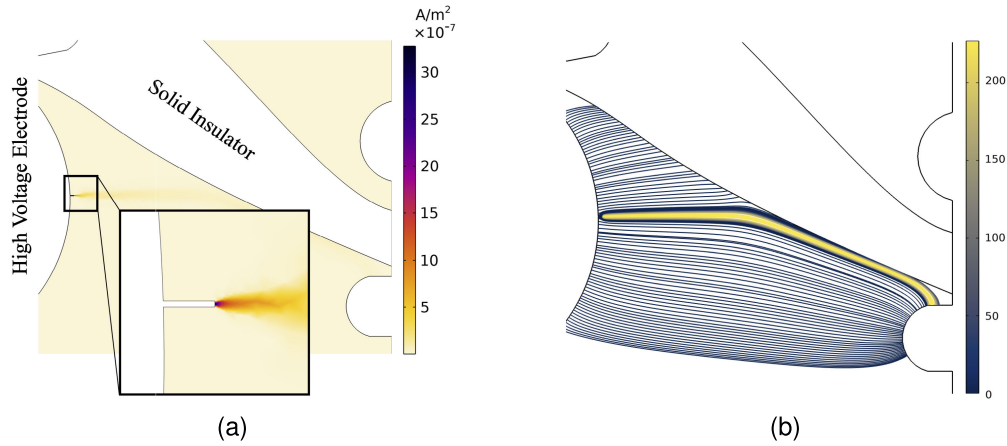 A/m²
×10⁻⁷
High Voltage Electrode
Solid Insulator
30
25
20
15
10
5
(a)
200
150
100
50
0
(b)